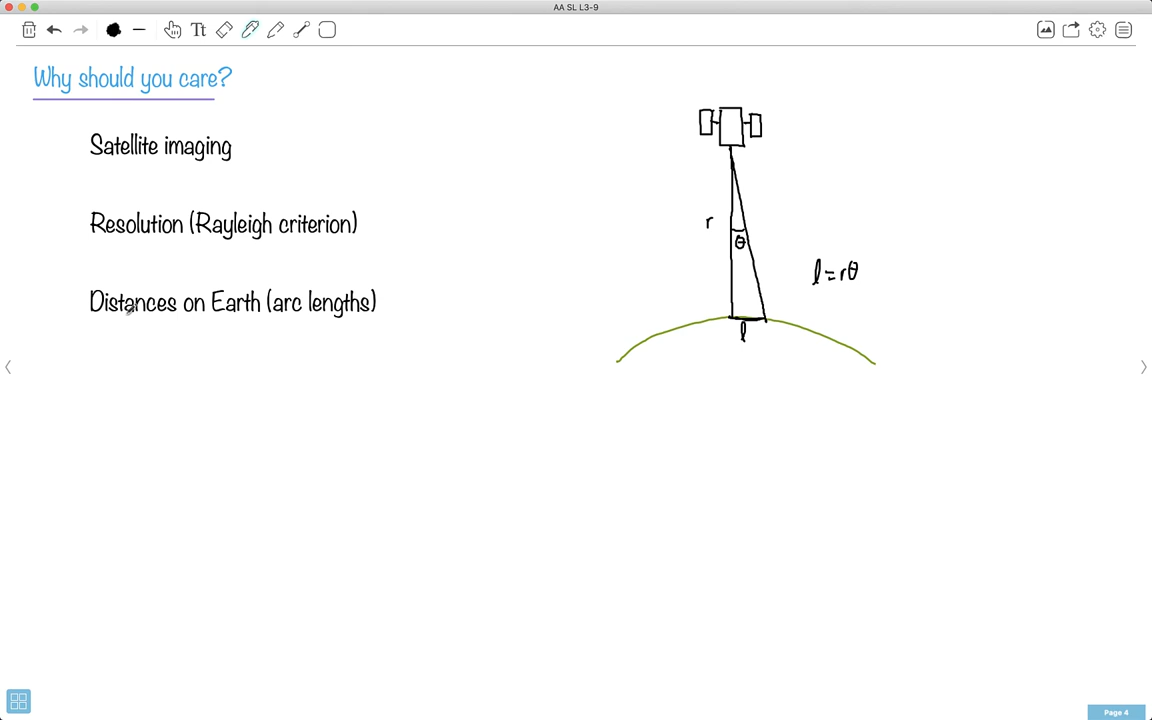 AA SL L3-9
Tt
Why should you care?
Satellite imaging
Resolution (Rayleigh criterion)
Distances on Earth (arc lengths)
r
θ
l=rθ
l
Page 4